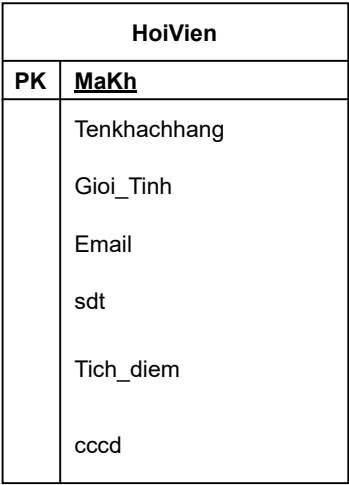 HoiVien
PK MaKh
Tenkhachhang
Gioi_Tinh
Email
sdt
Tich_diem
cccd